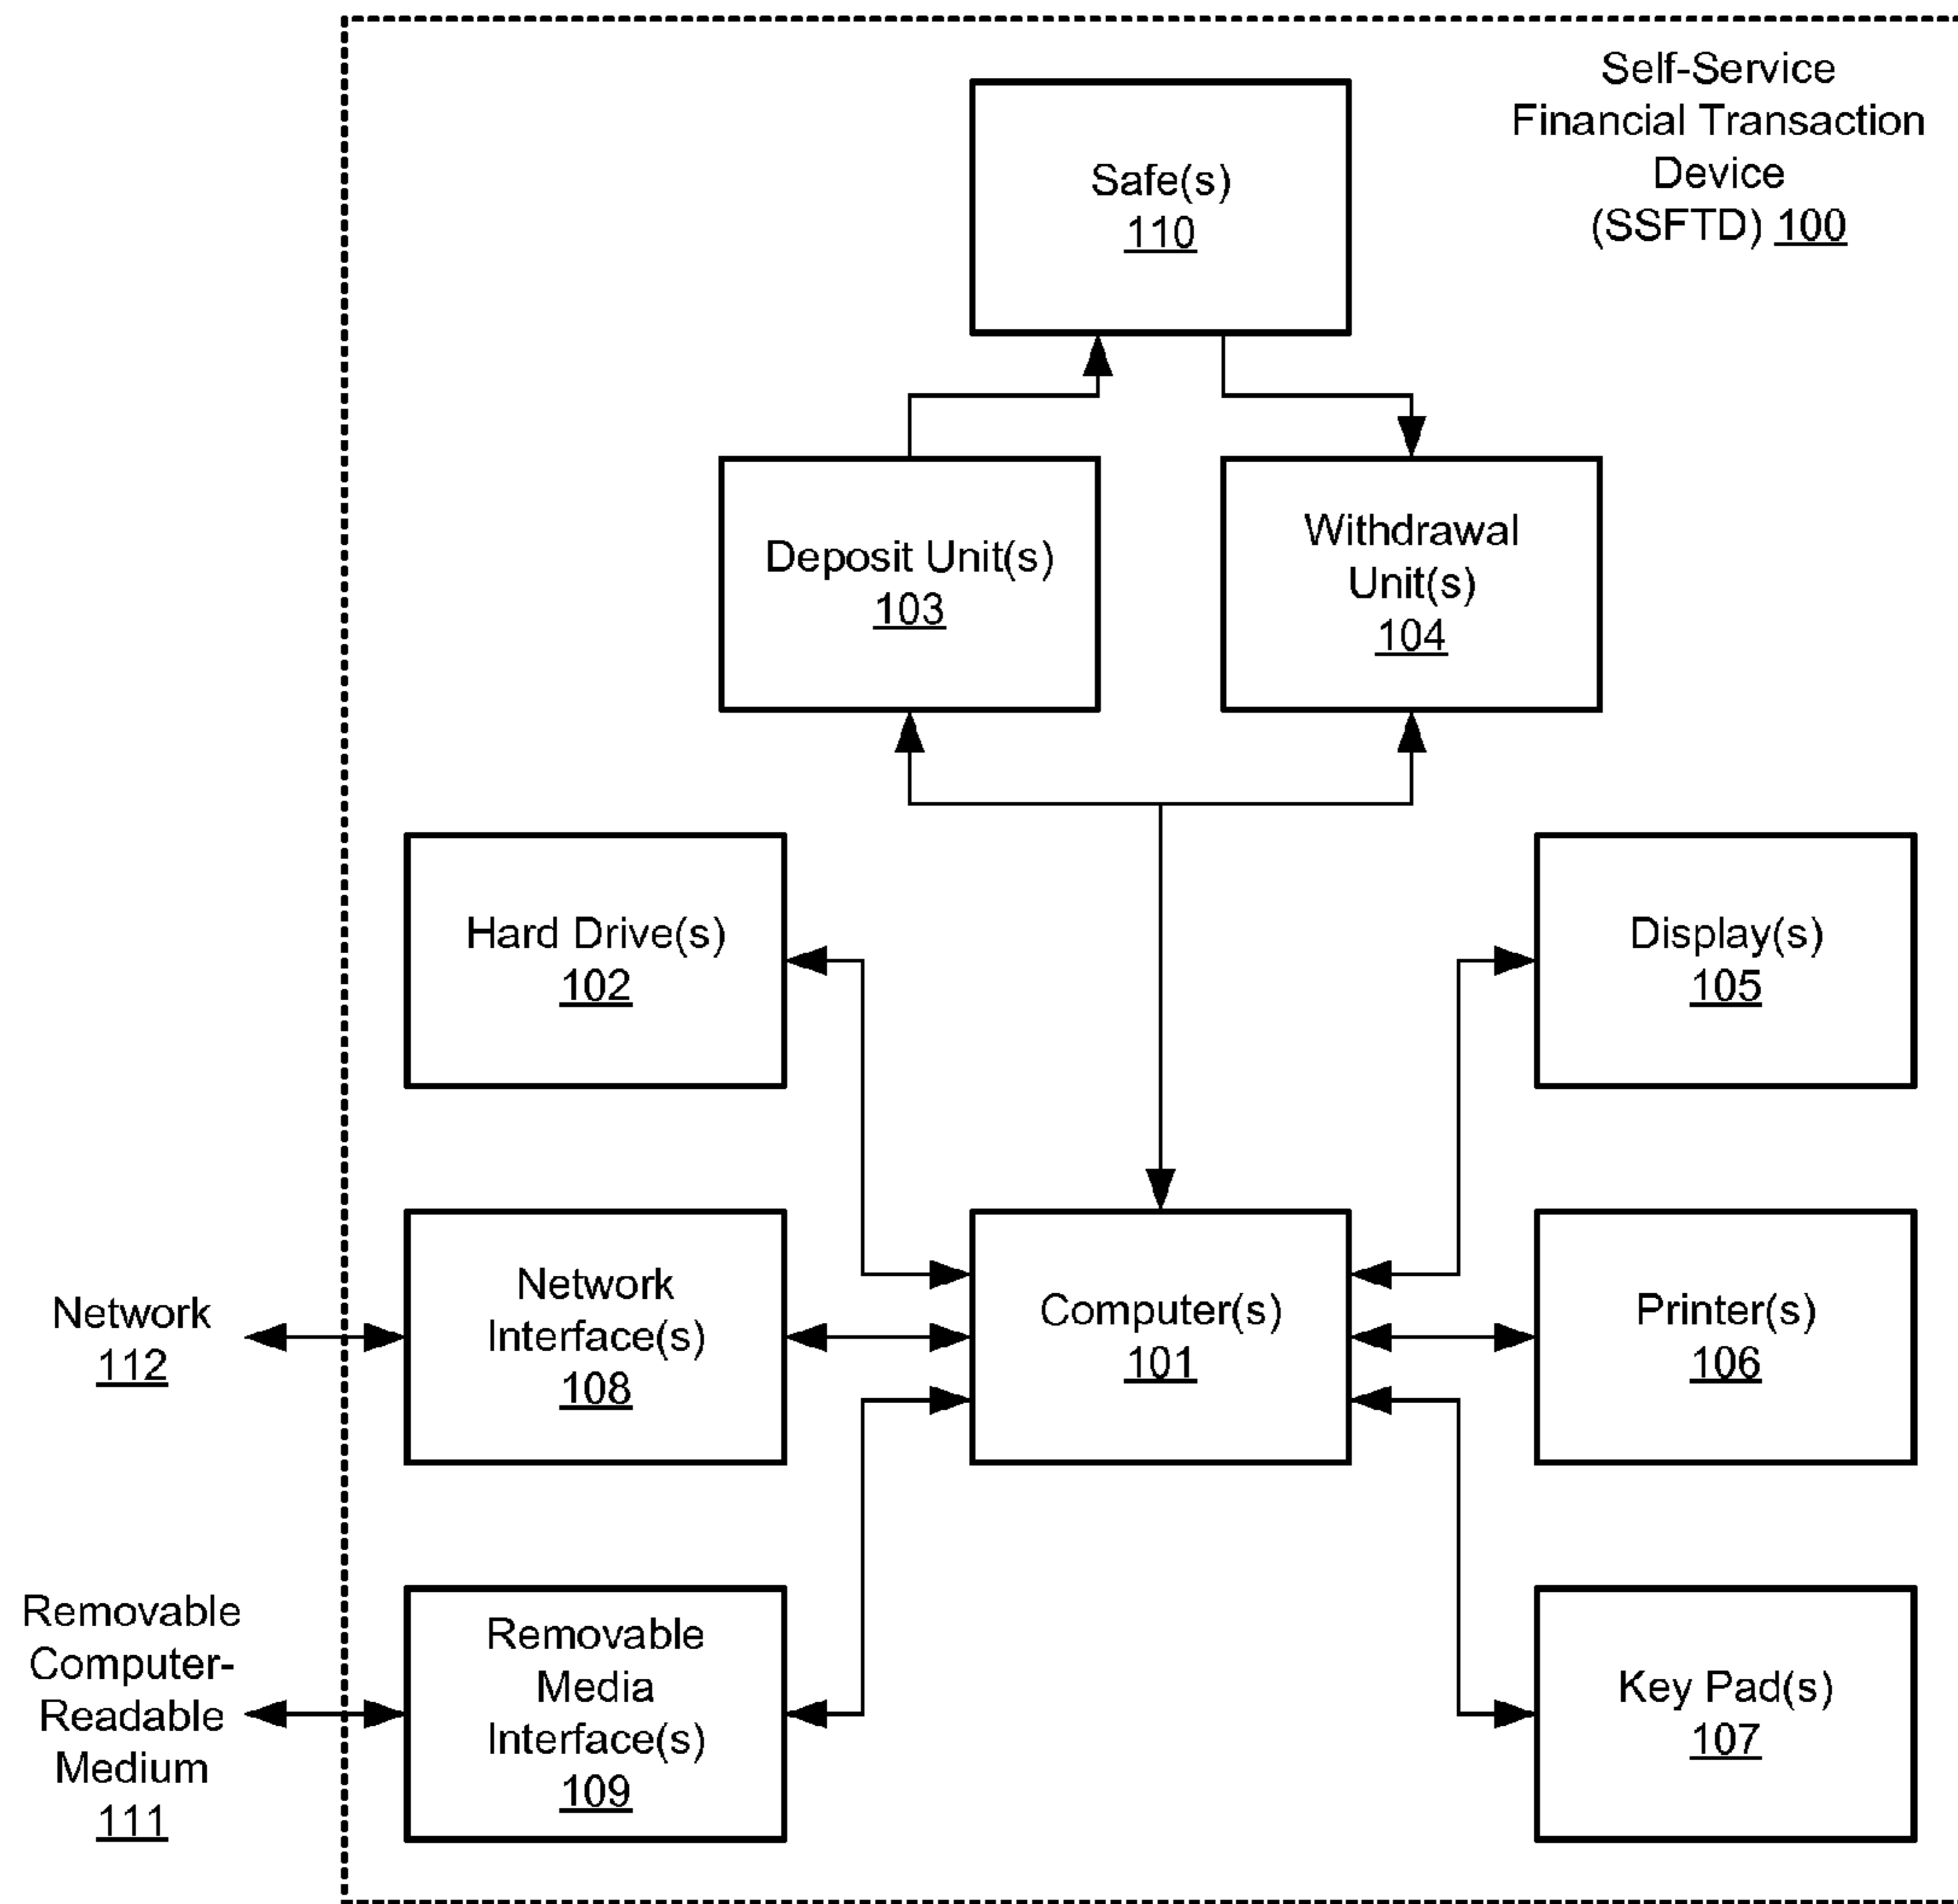 Self-Service
Financial Transaction
Device
(SSFTD) 100
Safe(s)
110
Deposit Unit(s)
103
Withdrawal
Unit(s)
104
Hard Drive(s)
102
Display(s)
105
Network
112
Network
Interface(s)
108
Computer(s)
101
Printer(s)
106
Removable
Computer-
Readable
Medium
111
Removable
Media
Interface(s)
109
Key Pad(s)
107